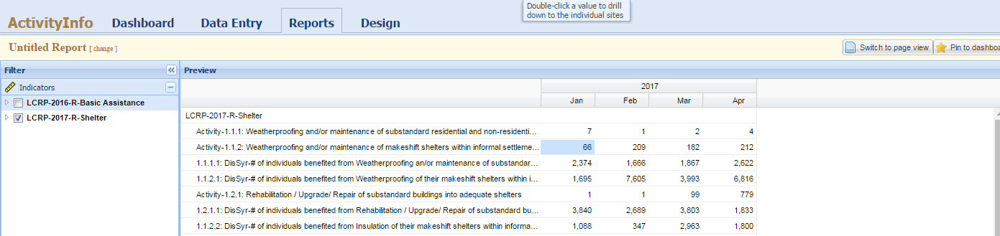 Double-click a value to drill
down to the individual sites
ActivityInfo Dashboard Data Entry Reports Design
Untitled Report [ change ] Switch to page view Pin to dashboa
Filter Preview
Indicators 2017
Jan Feb Mar Apr
LCRP-2016-R-Basic Assistance
LCRP-2017-R-Shelter LCRP-2017-R-Shelter
Activity-1.1.1: Weatherproofing and/or maintenance of substandard residential and non-residenti... 7 1 2 4
Activity-1.1.2: Weatherproofing and/or maintenance of makeshift shelters within informal settleme... 66 209 182 212
1.1.1.1: DisSyr-# of individuals benefited from Weatherproofing an/or maintenance of substandar... 2,374 1,666 1,867 2,622
1.1.2.1: DisSyr-# of individuals benefited from Weatherproofing of their makeshift shelters within i... 1,695 7,605 3,993 6,816
Activity-1.2.1: Rehabilitation / Upgrade/ Repair of substandard buildings into adequate shelters 1 1 99 779
1.2.1.1: DisSyr-# of individuals benefited from Rehabilitation / Upgrade/ Repair of substandard bu... 3,840 2,689 3,803 1,833
1.1.2.2: DisSyr-# of individuals benefited from Insulation of their makeshift shelters within informa... 1,088 347 2,963 1,800